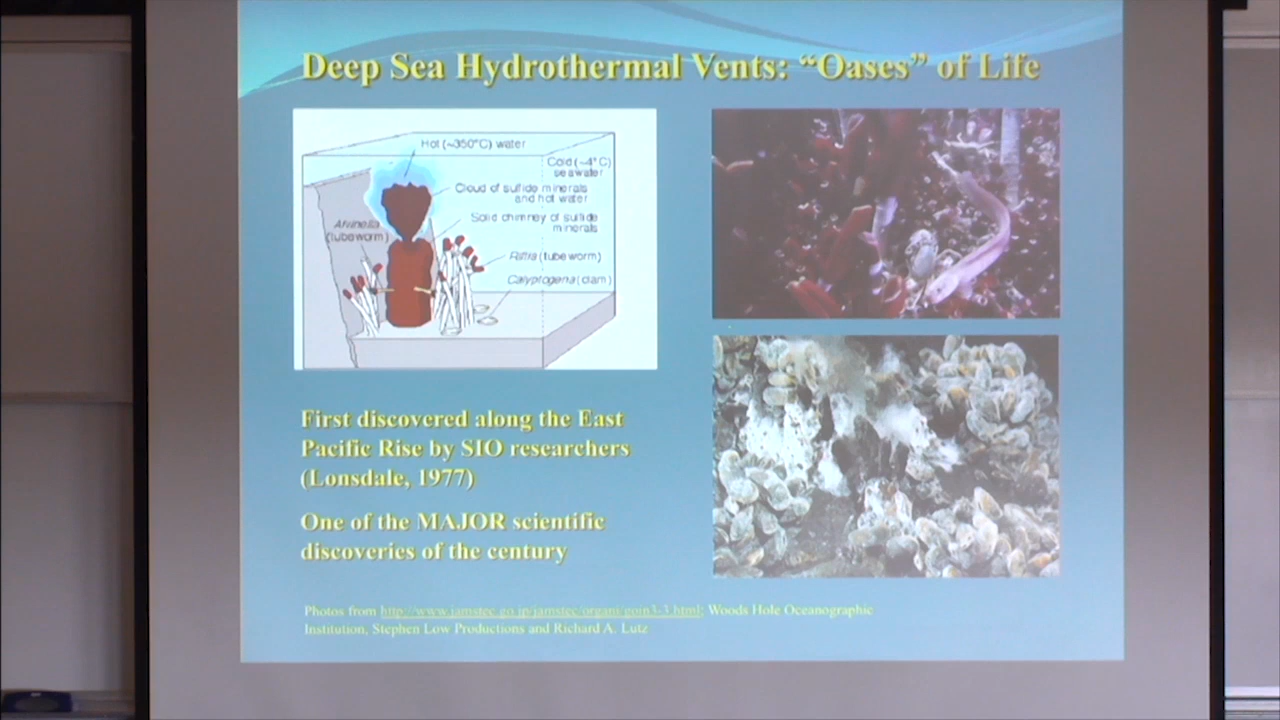 Deep Sea Hydrothermal Vents: “Oases” of Life
Hot (~350°C) water
Cold (~4°C)
seawater
Cloud of sulfide minerals
and hot water
Solid chimney of sulfide
minerals
Alvinella
(tubeworm)
Riftia (tubeworm)
Calyptogena (clam)
First discovered along the East
Pacific Rise by SIO researchers
(Lonsdale, 1977)
One of the MAJOR scientific
discoveries of the century
Photos from http://www.jamstec.go.jp/jamstec/organi/goin3-3.html; Woods Hole Oceanographic
Institution, Stephen Low Productions and Richard A. Lutz